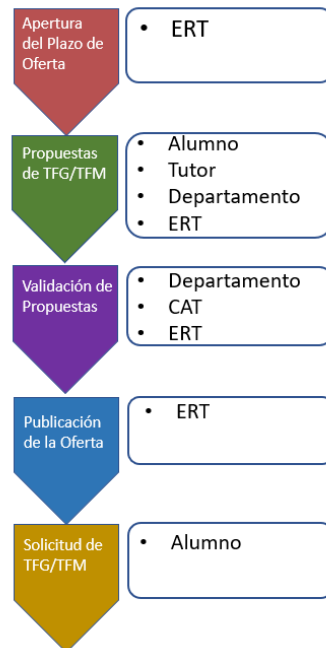 Apertura
del Plazo de
Oferta
• ERT
Propuestas
de TFG/TFM
• Alumno
• Tutor
• Departamento
• ERT
Validación de
Propuestas
• Departamento
• CAT
• ERT
Publicación
de la Oferta
• ERT
Solicitud de
TFG/TFM
• Alumno